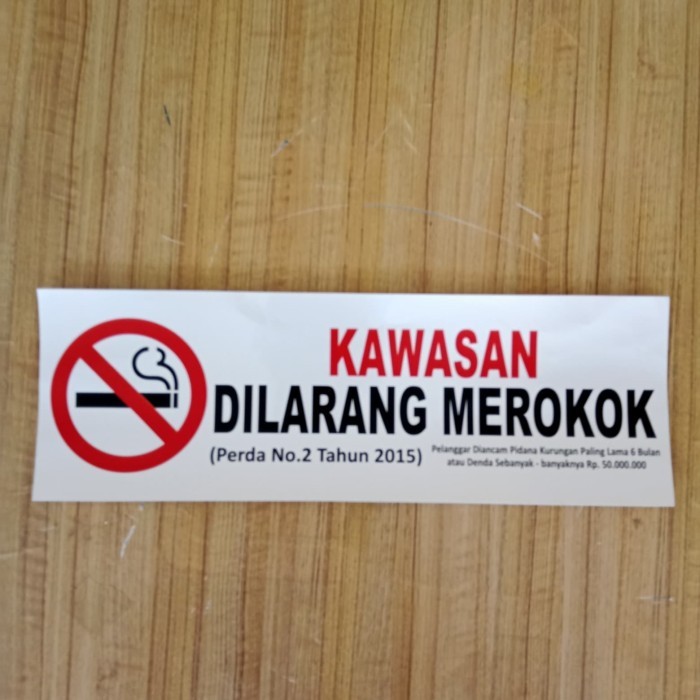 KAWASAN
DILARANG MEROKOK
(Perda No.2 Tahun 2015)
Pelanggar Diancam Pidana Kurungan Paling Lama 6 Bulan
atau Denda Sebanyak - banyaknya Rp. 50.000.000